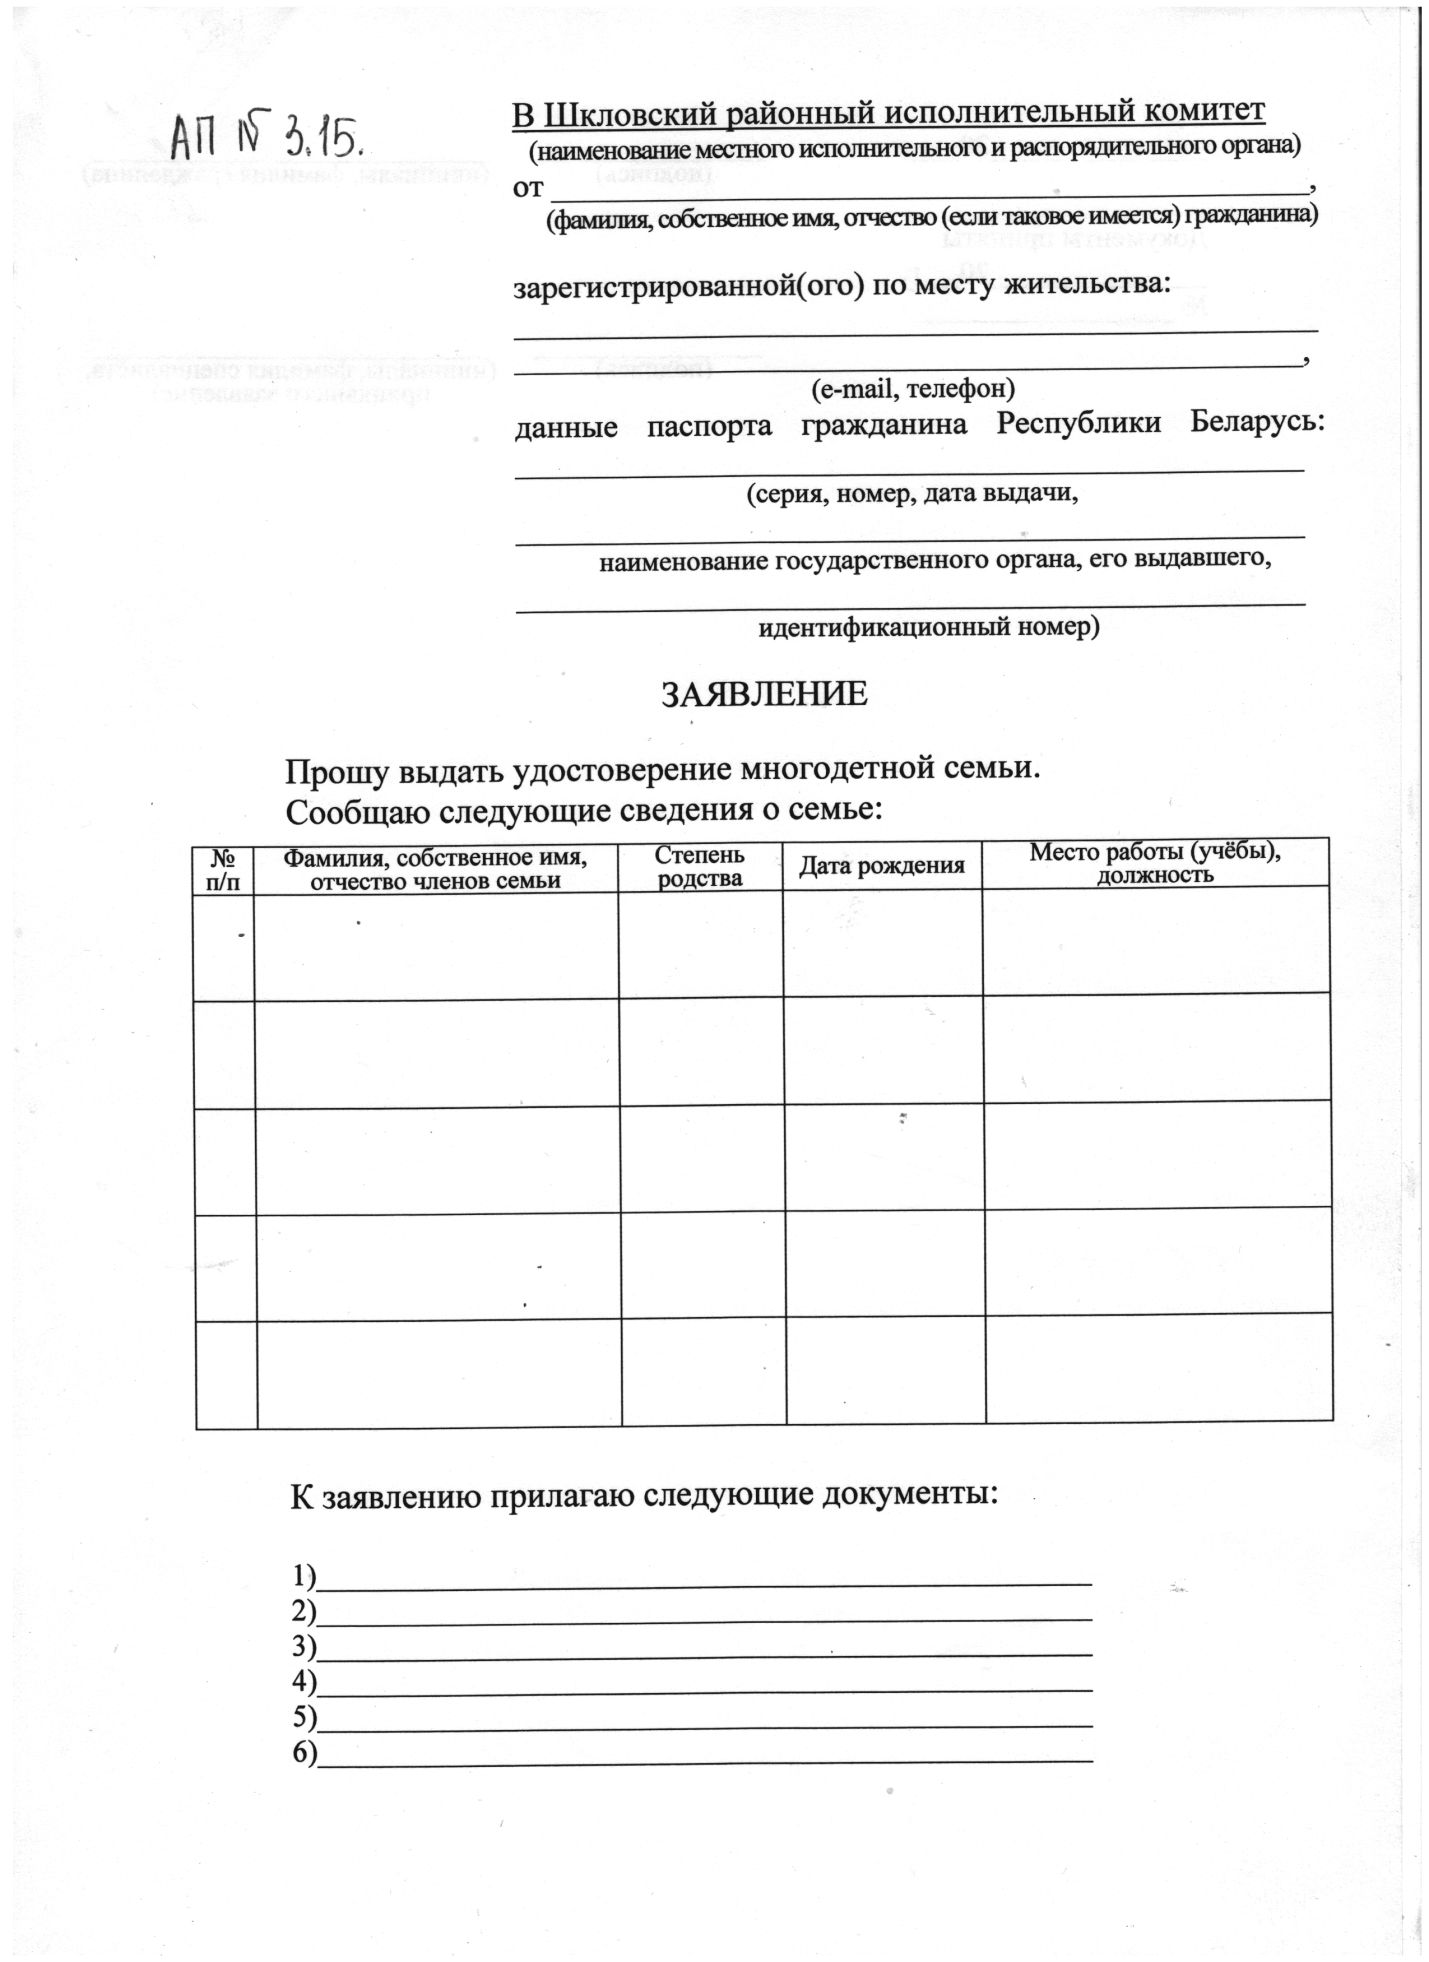 АП № 3.15.
В Шкловский районный исполнительный комитет
(наименование местного исполнительного и распорядительного органа)
от ,
(фамилия, собственное имя, отчество (если таковое имеется) гражданина)
зарегистрированной(ого) по месту жительства:
,
(e-mail, телефон)
данные паспорта гражданина Республики Беларусь:
(серия, номер, дата выдачи,
наименование государственного органа, его выдавшего,
идентификационный номер)
ЗАЯВЛЕНИЕ
Прошу выдать удостоверение многодетной семьи.
Сообщаю следующие сведения о семье:
№ п/п
Фамилия, собственное имя,
отчество членов семьи
Степень
родства
Дата рождения
Место работы (учёбы),
должность
К заявлению прилагаю следующие документы:
1)
2)
3)
4)
5)
6)